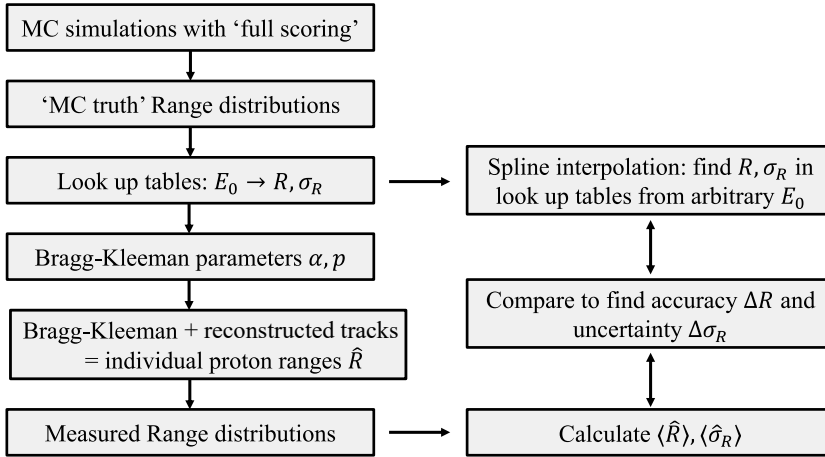 MC simulations with ‘full scoring’
‘MC truth’ Range distributions
Look up tables: E₀ → R, σ_R
Bragg-Kleeman parameters α, p
Bragg-Kleeman + reconstructed tracks
= individual proton ranges R̂
Measured Range distributions
Spline interpolation: find R, σ_R in
look up tables from arbitrary E₀
Compare to find accuracy ΔR and
uncertainty Δσ_R
Calculate ⟨R̂⟩, ⟨σ̂_R⟩